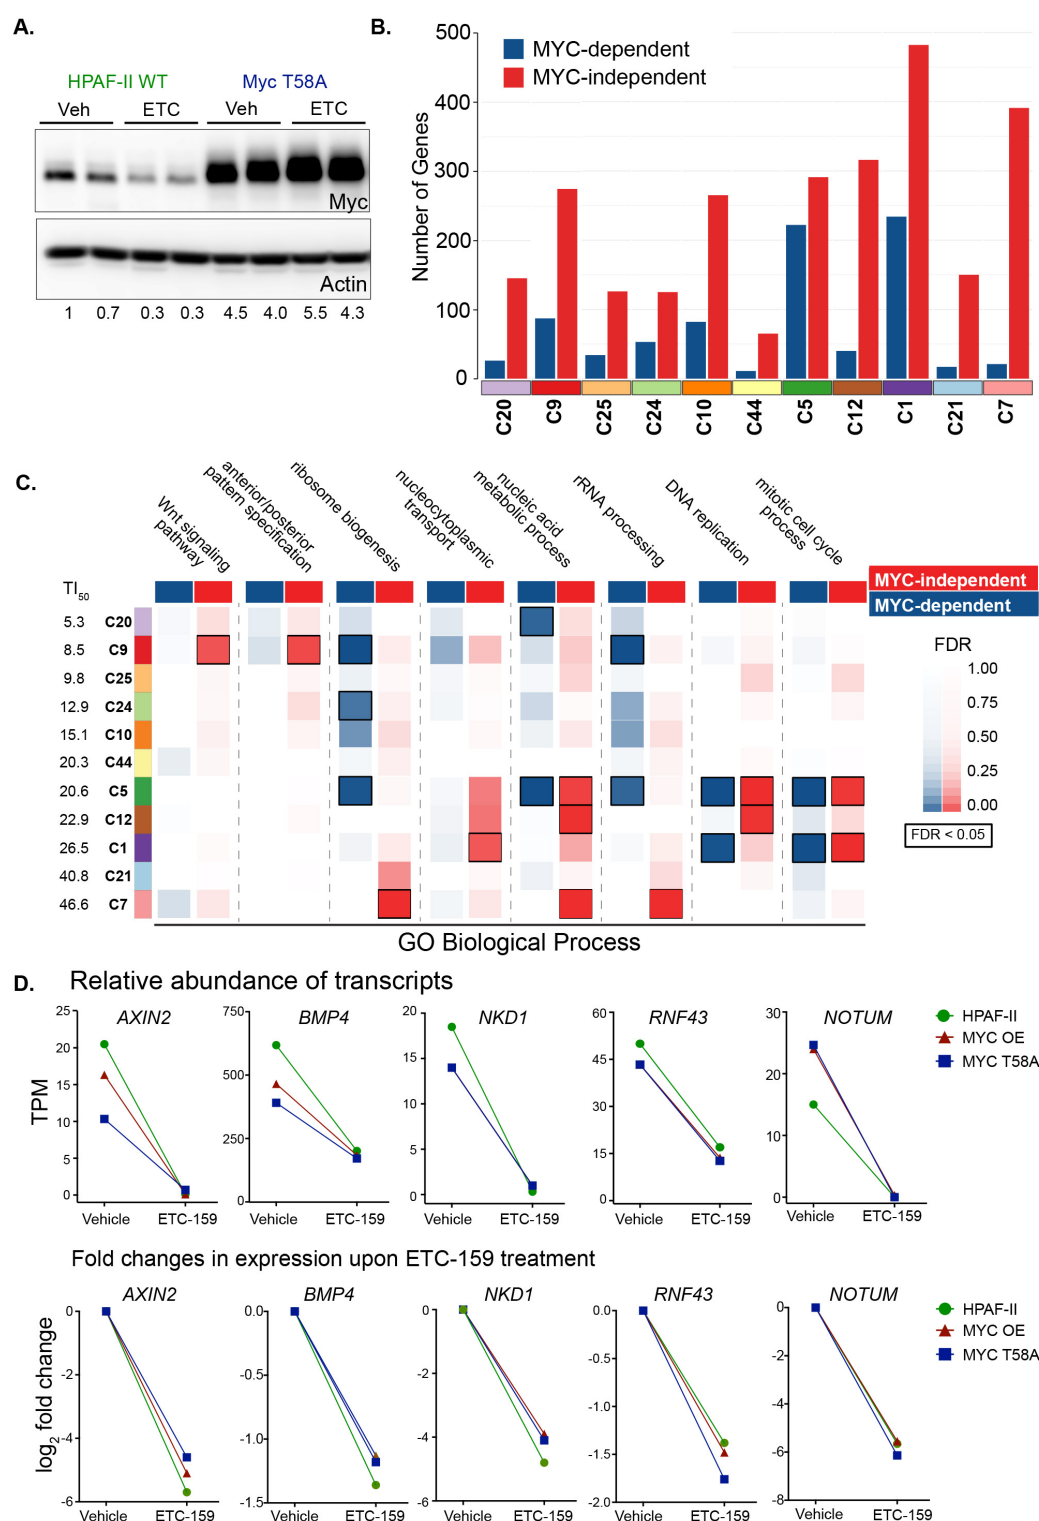 A.
HPAF-II WT Myc T58A
Veh ETC Veh ETC
Myc
Actin
1 0.7 0.3 0.3 4.5 4.0 5.5 4.3
B.
MYC-dependent
MYC-independent
Number of Genes
500
400
300
200
100
0
C20 C9 C25 C24 C10 C44 C5 C12 C1 C21 C7
C.
Wnt signaling
pathway
anterior/posterior
pattern specification
ribosome biogenesis
nucleocytoplasmic
transport
nucleic acid
metabolic process
rRNA processing
DNA replication
mitotic cell cycle
process
MYC-independent
MYC-dependent
TI50
5.3 C20
8.5 C9
9.8 C25
12.9 C24
15.1 C10
20.3 C44
20.6 C5
22.9 C12
26.5 C1
40.8 C21
46.6 C7
FDR
1.00
0.75
0.50
0.25
0.00
FDR < 0.05
GO Biological Process
D. Relative abundance of transcripts
TPM
AXIN2
25
20
15
10
5
0
Vehicle ETC-159
BMP4
750
500
250
0
Vehicle ETC-159
NKD1
20
15
10
5
0
Vehicle ETC-159
RNF43
60
45
30
15
0
Vehicle ETC-159
NOTUM
30
20
10
0
Vehicle ETC-159
HPAF-II
MYC OE
MYC T58A
Fold changes in expression upon ETC-159 treatment
log2 fold change
AXIN2
0
-2
-4
-6
Vehicle ETC-159
BMP4
0.0
-0.5
-1.0
-1.5
Vehicle ETC-159
NKD1
0
-2
-4
-6
Vehicle ETC-159
RNF43
0.0
-0.5
-1.0
-1.5
-2.0
Vehicle ETC-159
NOTUM
0
-2
-4
-6
-8
Vehicle ETC-159
HPAF-II
MYC OE
MYC T58A